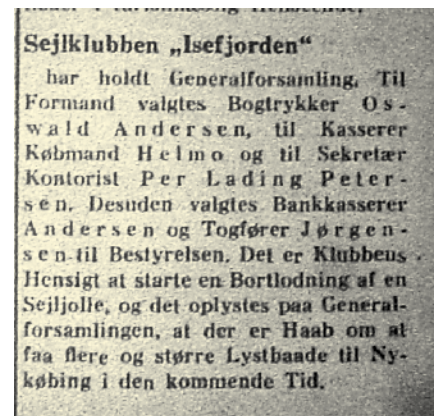 Sejlklubben „Isefjorden“
har holdt Generalforsamling. Til
Formand valgtes Bogtrykker Os-
wald Andersen, til Kasserer
Købmand Helmo og til Sekretær
Kontorist Per Lading Peter-
sen. Desuden valgtes Bankkasserer
Andersen og Togfører Jørgen-
sen til Bestyrelsen. Det er Klubbens
Hensigt at starte en Bortlodning af en
Sejljolle, og det oplystes paa General-
forsamlingen, at der er Haab om at
faa flere og større Lystbaade til Ny-
købing i den kommende Tid.